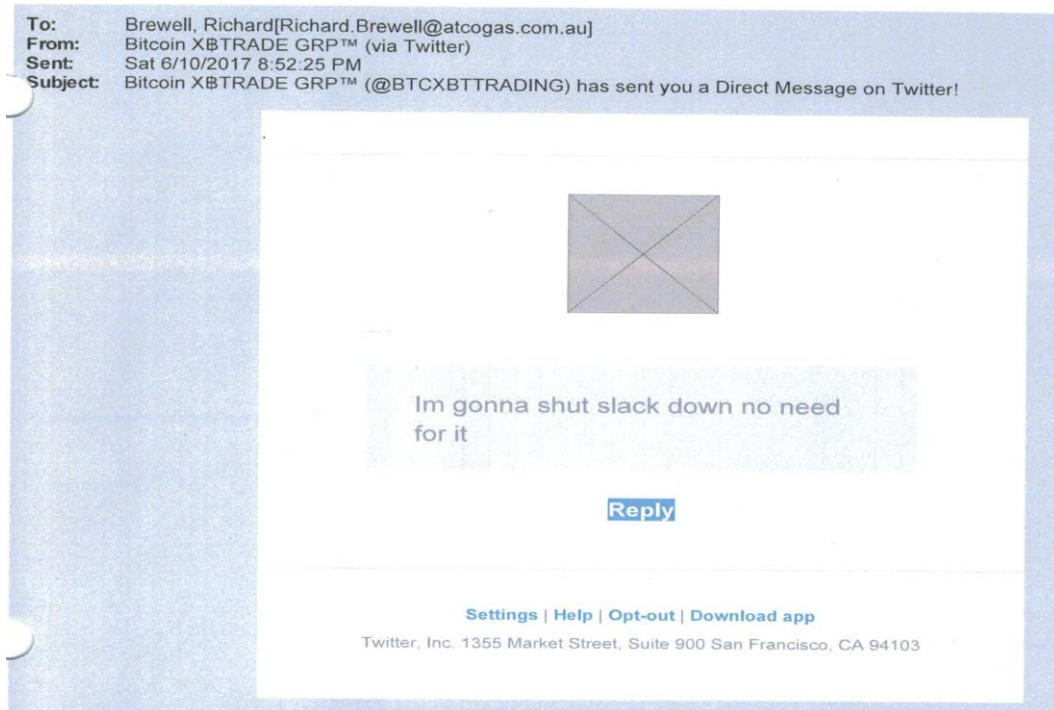 To: Brewell, Richard[Richard.Brewell@atcogas.com.au]
From: Bitcoin XɃTRADE GRP™ (via Twitter)
Sent: Sat 6/10/2017 8:52:25 PM
Subject: Bitcoin XɃTRADE GRP™ (@BTCXBTTRADING) has sent you a Direct Message on Twitter!
Im gonna shut slack down no need
for it
Reply
Settings | Help | Opt-out | Download app
Twitter, Inc. 1355 Market Street, Suite 900 San Francisco, CA 94103